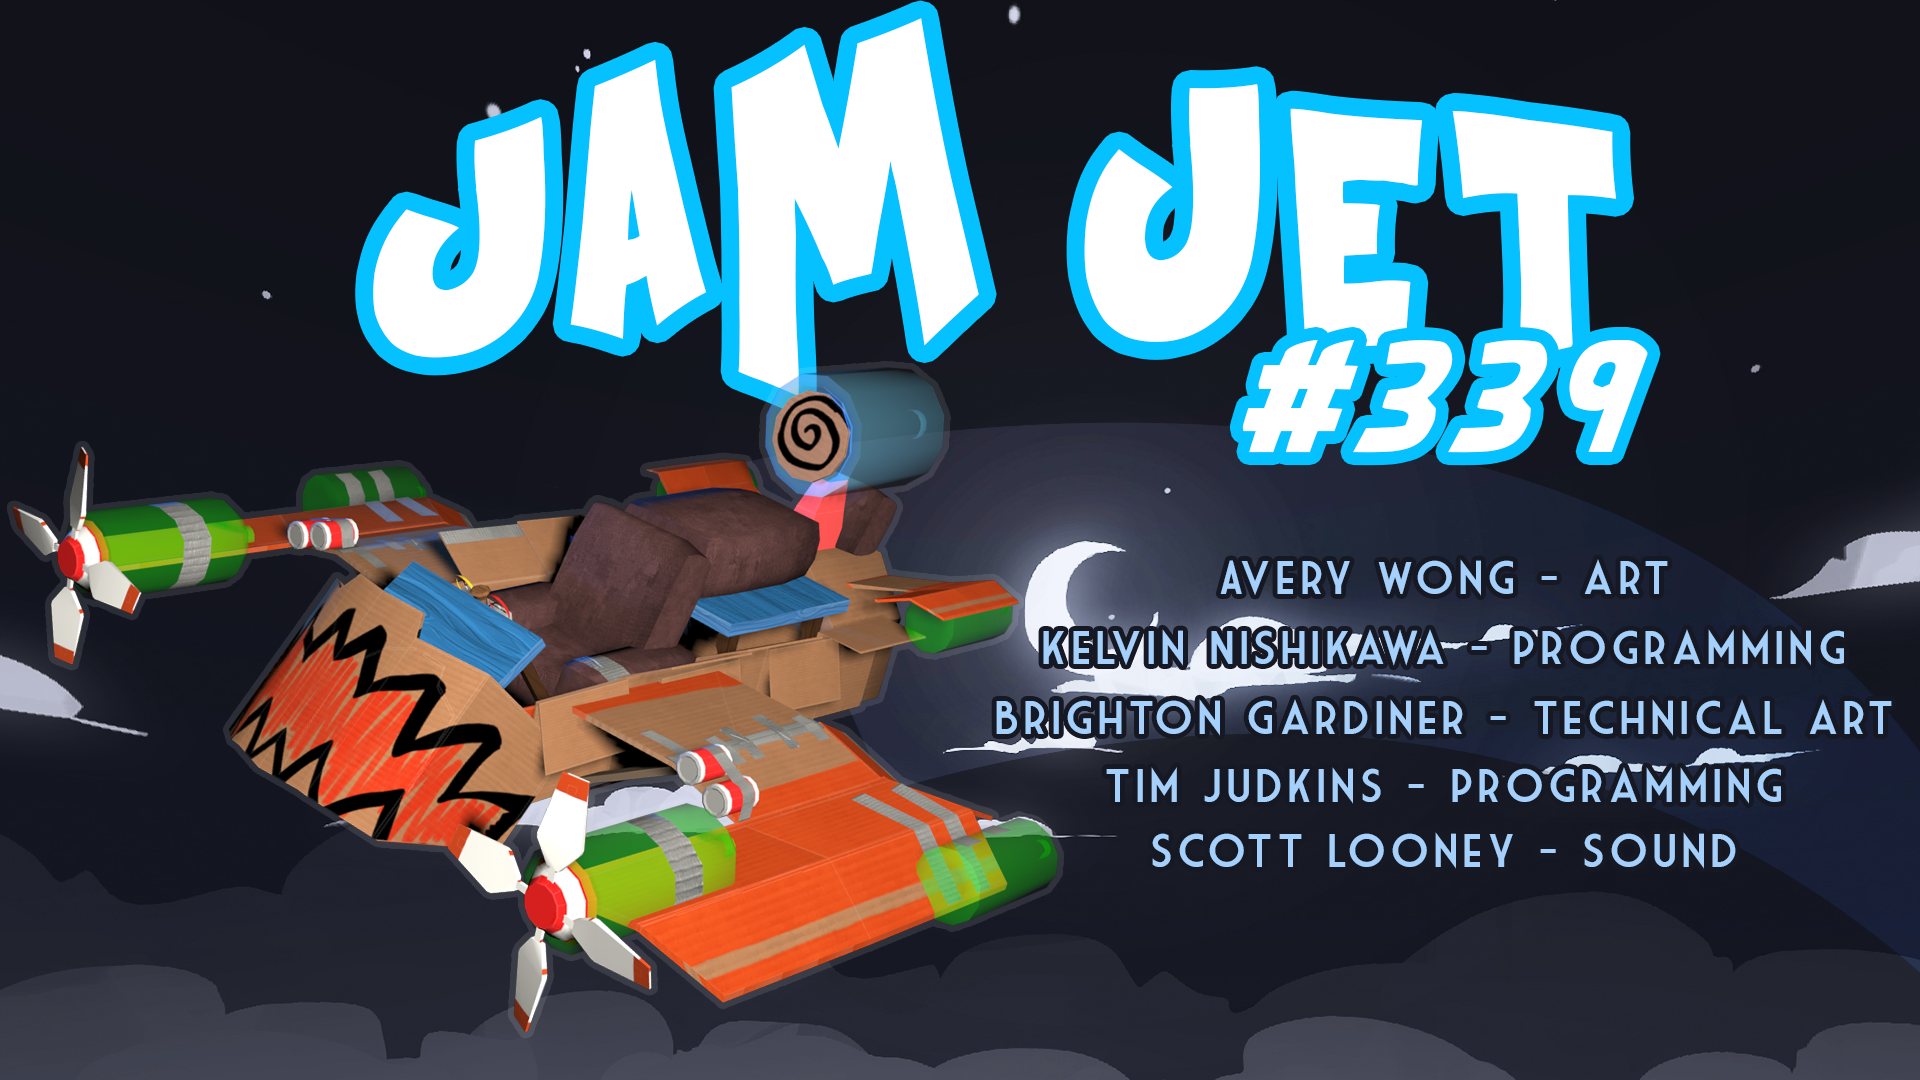 JAM JET
#339
AVERY WONG - ART
KELVIN NISHIKAWA - PROGRAMMING
BRIGHTON GARDINER - TECHNICAL ART
TIM JUDKINS - PROGRAMMING
SCOTT LOONEY - SOUND